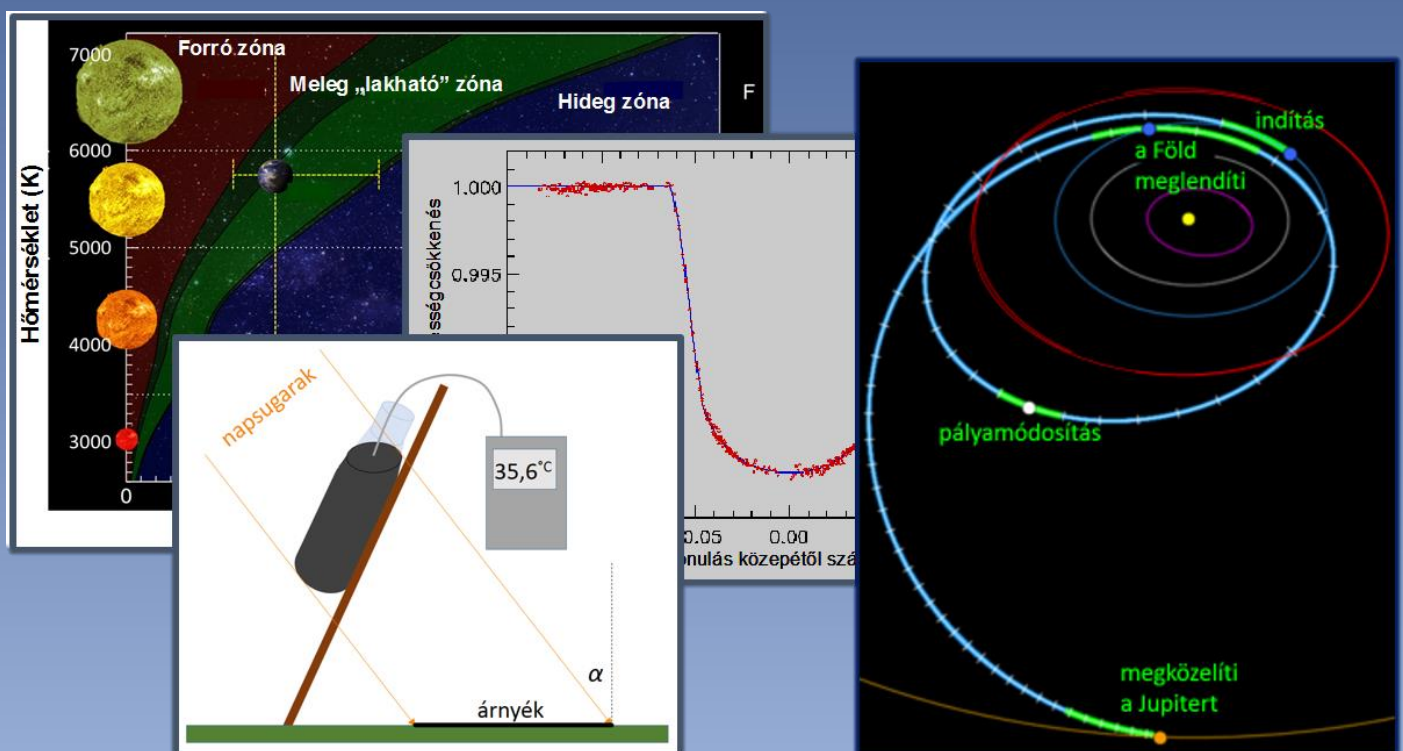 7000
Forró zóna
Meleg „lakható” zóna
Hideg zóna
F
6000
5000
4000
3000
0
Hőmérséklet (K)
1.000
0.995
0.05
0.00
napsugarak
35,6°C
α
árnyék
indítás
a Föld
meglendíti
pályamódosítás
megközelíti
a Jupitert